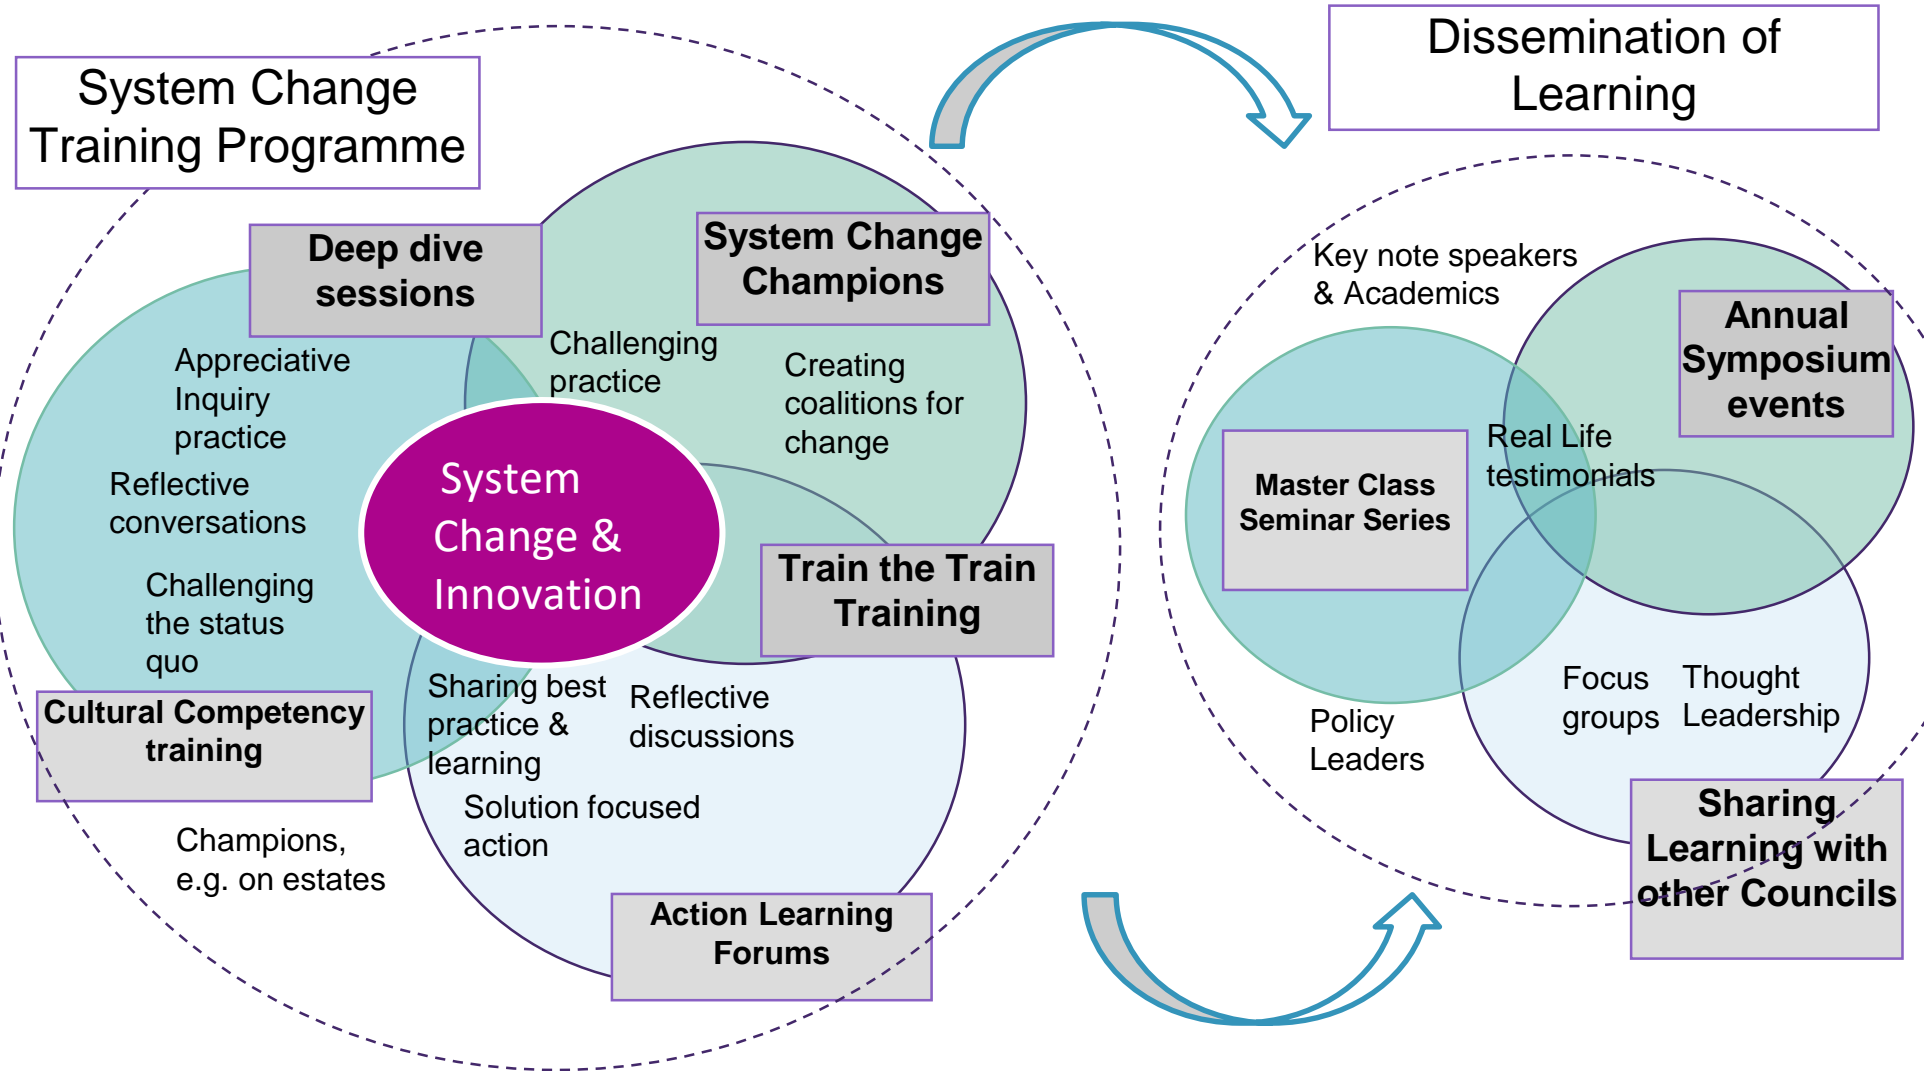 System Change
Training Programme
Deep dive
sessions
System Change
Champions
Challenging
practice
Creating
coalitions for
change
Appreciative
Inquiry
practice
Reflective
conversations
Challenging
the status
quo
System
Change &
Innovation
Train the Train
Training
Cultural Competency
training
Sharing best
practice &
learning
Reflective
discussions
Solution focused
action
Champions,
e.g. on estates
Action Learning
Forums
Dissemination of
Learning
Key note speakers
& Academics
Annual
Symposium
events
Real Life
testimonials
Master Class
Seminar Series
Focus
groups
Thought
Leadership
Policy
Leaders
Sharing
Learning with
other Councils